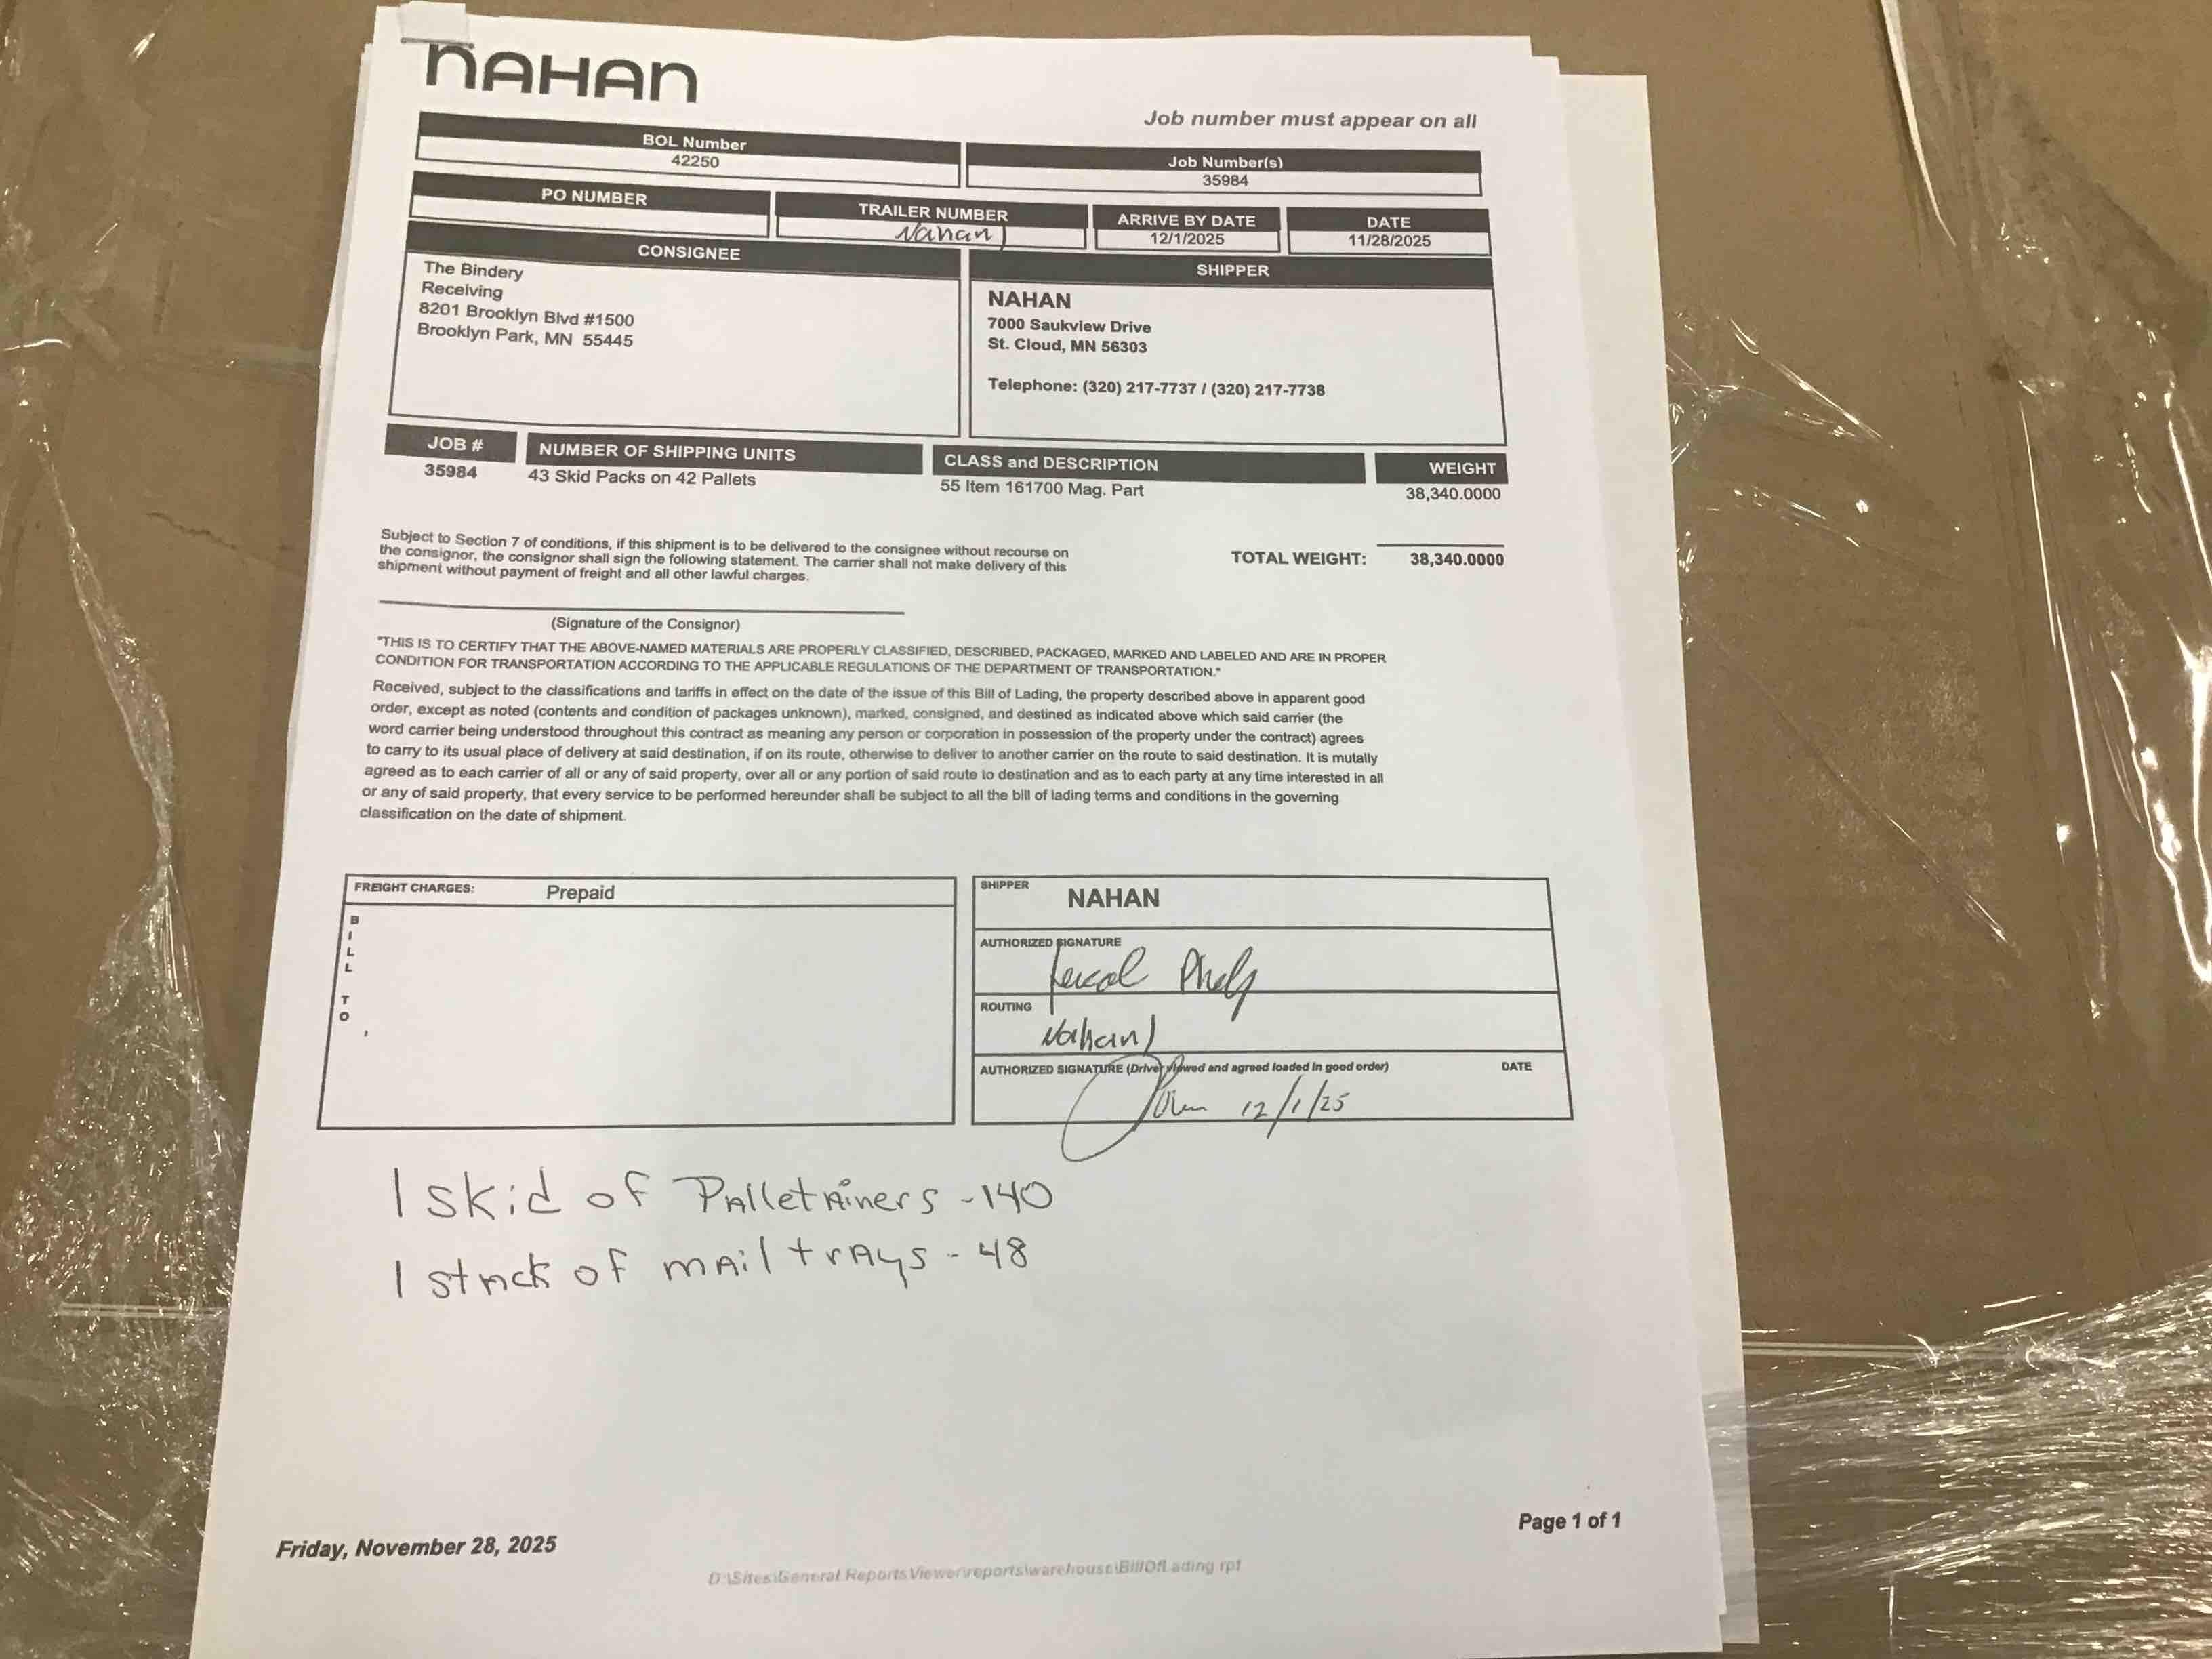 NAHAN
Job number must appear on all
BOL Number
42250
Job Number(s)
35984
PO NUMBER
TRAILER NUMBER
Nahan
ARRIVE BY DATE
12/1/2025
DATE
11/28/2025
CONSIGNEE
The Bindery
Receiving
8201 Brooklyn Blvd #1500
Brooklyn Park, MN 55445
SHIPPER
NAHAN
7000 Saukview Drive
St. Cloud, MN 56303
Telephone: (320) 217-7737 / (320) 217-7738
JOB # NUMBER OF SHIPPING UNITS CLASS and DESCRIPTION WEIGHT
35984 43 Skid Packs on 42 Pallets 55 Item 161700 Mag. Part 38,340.0000
Subject to Section 7 of conditions, if this shipment is to be delivered to the consignee without recourse on
the consignor, the consignor shall sign the following statement. The carrier shall not make delivery of this
shipment without payment of freight and all other lawful charges.
TOTAL WEIGHT: 38,340.0000
(Signature of the Consignor)
"THIS IS TO CERTIFY THAT THE ABOVE-NAMED MATERIALS ARE PROPERLY CLASSIFIED, DESCRIBED, PACKAGED, MARKED AND LABELED AND ARE IN PROPER
CONDITION FOR TRANSPORTATION ACCORDING TO THE APPLICABLE REGULATIONS OF THE DEPARTMENT OF TRANSPORTATION."
Received, subject to the classifications and tariffs in effect on the date of the issue of this Bill of Lading, the property described above in apparent good
order, except as noted (contents and condition of packages unknown), marked, consigned, and destined as indicated above which said carrier (the
word carrier being understood throughout this contract as meaning any person or corporation in possession of the property under the contract) agrees
to carry to its usual place of delivery at said destination, if on its route, otherwise to deliver to another carrier on the route to said destination. It is mutally
agreed as to each carrier of all or any of said property, over all or any portion of said route to destination and as to each party at any time interested in all
or any of said property, that every service to be performed hereunder shall be subject to all the bill of lading terms and conditions in the governing
classification on the date of shipment.
FREIGHT CHARGES: Prepaid
BILL TO
,
SHIPPER NAHAN
AUTHORIZED SIGNATURE
ROUTING
Nahan
AUTHORIZED SIGNATURE (Driver viewed and agreed loaded in good order) DATE
12/1/25
1 skid of PAlletAiners - 140
1 stAck of mAil trAys - 48
Friday, November 28, 2025
Page 1 of 1
D:\Sites\General ReportsViewer\reports\warehouse\BillOfLading.rpt